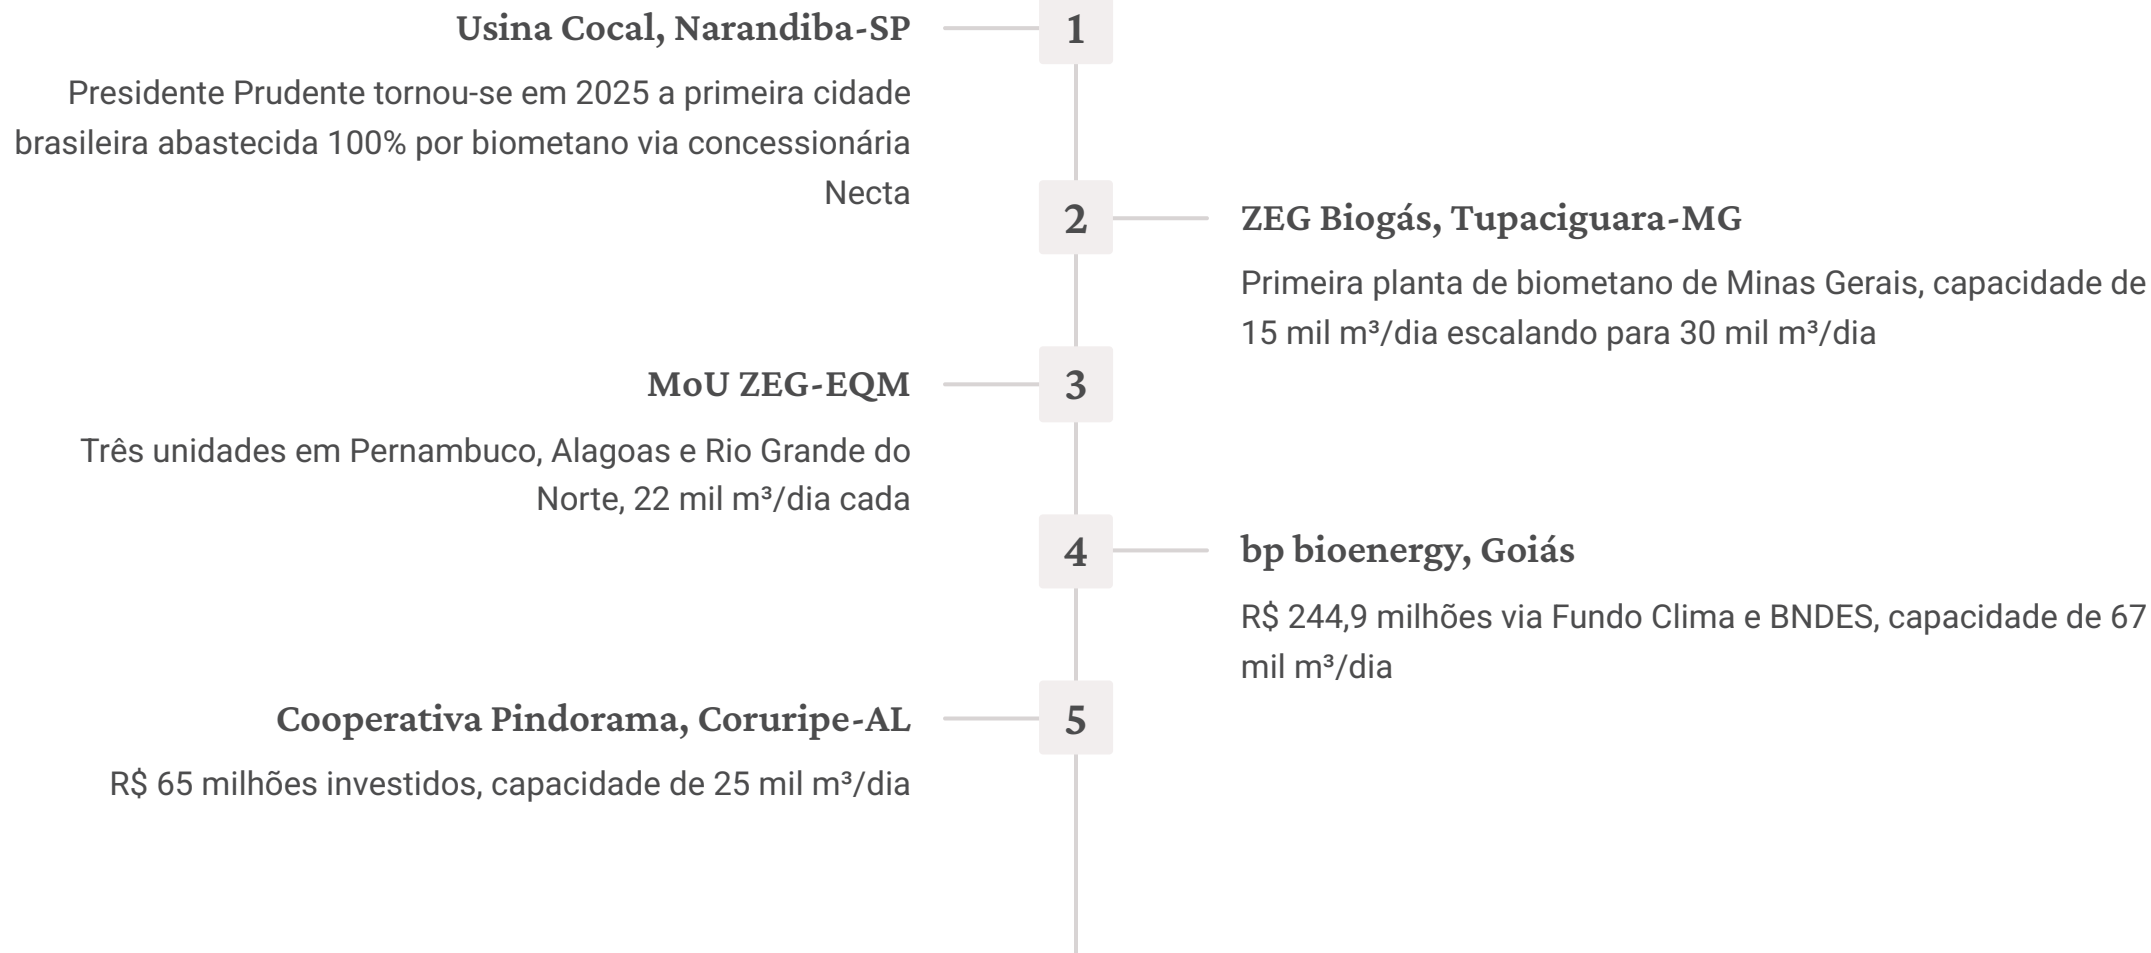 Usina Cocal, Narandiba-SP
1
Presidente Prudente tornou-se em 2025 a primeira cidade
brasileira abastecida 100% por biometano via concessionária
Necta
2
ZEG Biogás, Tupaciguara-MG
Primeira planta de biometano de Minas Gerais, capacidade de
15 mil m³/dia escalando para 30 mil m³/dia
MoU ZEG-EQM
3
Três unidades em Pernambuco, Alagoas e Rio Grande do
Norte, 22 mil m³/dia cada
4
bp bioenergy, Goiás
R$ 244,9 milhões via Fundo Clima e BNDES, capacidade de 67
mil m³/dia
Cooperativa Pindorama, Coruripe-AL
5
R$ 65 milhões investidos, capacidade de 25 mil m³/dia